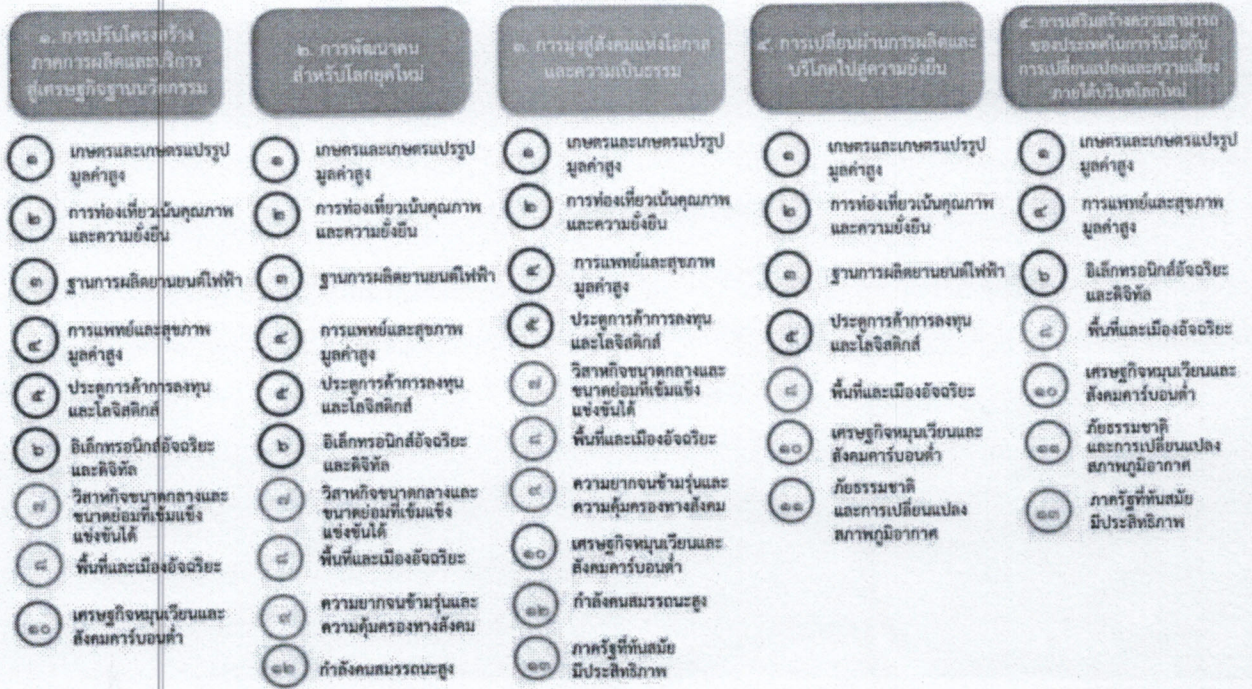 ๑. การปรับโครงสร้าง
ภาคการผลิตและบริการ
สู่เศรษฐกิจฐานนวัตกรรม
๑
เกษตรและเกษตรแปรรูป
มูลค่าสูง
๒
การท่องเที่ยวเน้นคุณภาพ
และความยั่งยืน
๓
ฐานการผลิตยานยนต์ไฟฟ้า
๔
การแพทย์และสุขภาพ
มูลค่าสูง
๕
ประตูการค้าการลงทุน
และโลจิสติกส์
๖
อิเล็กทรอนิกส์อัจฉริยะ
และดิจิทัล
๗
วิสาหกิจขนาดกลางและ
ขนาดย่อมที่เข้มแข็ง
แข่งขันได้
๘
พื้นที่และเมืองอัจฉริยะ
๑๐
เศรษฐกิจหมุนเวียนและ
สังคมคาร์บอนต่ำ
๒. การพัฒนาคน
สำหรับโลกยุคใหม่
๑
เกษตรและเกษตรแปรรูป
มูลค่าสูง
๒
การท่องเที่ยวเน้นคุณภาพ
และความยั่งยืน
๓
ฐานการผลิตยานยนต์ไฟฟ้า
๔
การแพทย์และสุขภาพ
มูลค่าสูง
๕
ประตูการค้าการลงทุน
และโลจิสติกส์
๖
อิเล็กทรอนิกส์อัจฉริยะ
และดิจิทัล
๗
วิสาหกิจขนาดกลางและ
ขนาดย่อมที่เข้มแข็ง
แข่งขันได้
๘
พื้นที่และเมืองอัจฉริยะ
๙
ความยากจนข้ามรุ่นและ
ความคุ้มครองทางสังคม
๑๒
กำลังคนสมรรถนะสูง
๓. การมุ่งสู่สังคมแห่งโอกาส
และความเป็นธรรม
๑
เกษตรและเกษตรแปรรูป
มูลค่าสูง
๒
การท่องเที่ยวเน้นคุณภาพ
และความยั่งยืน
๔
การแพทย์และสุขภาพ
มูลค่าสูง
๕
ประตูการค้าการลงทุน
และโลจิสติกส์
๗
วิสาหกิจขนาดกลางและ
ขนาดย่อมที่เข้มแข็ง
แข่งขันได้
๘
พื้นที่และเมืองอัจฉริยะ
๙
ความยากจนข้ามรุ่นและ
ความคุ้มครองทางสังคม
๑๐
เศรษฐกิจหมุนเวียนและ
สังคมคาร์บอนต่ำ
๑๒
กำลังคนสมรรถนะสูง
๑๓
ภาครัฐที่ทันสมัย
มีประสิทธิภาพ
๔. การเปลี่ยนผ่านการผลิตและ
บริโภคไปสู่ความยั่งยืน
๑
เกษตรและเกษตรแปรรูป
มูลค่าสูง
๒
การท่องเที่ยวเน้นคุณภาพ
และความยั่งยืน
๓
ฐานการผลิตยานยนต์ไฟฟ้า
๕
ประตูการค้าการลงทุน
และโลจิสติกส์
๘
พื้นที่และเมืองอัจฉริยะ
๑๐
เศรษฐกิจหมุนเวียนและ
สังคมคาร์บอนต่ำ
๑๑
ภัยธรรมชาติ
และการเปลี่ยนแปลง
สภาพภูมิอากาศ
๕. การเสริมสร้างความสามารถ
ของประเทศในการรับมือกับ
การเปลี่ยนแปลงและความเสี่ยง
ภายใต้บริบทโลกใหม่
๑
เกษตรและเกษตรแปรรูป
มูลค่าสูง
๔
การแพทย์และสุขภาพ
มูลค่าสูง
๖
อิเล็กทรอนิกส์อัจฉริยะ
และดิจิทัล
๘
พื้นที่และเมืองอัจฉริยะ
๑๐
เศรษฐกิจหมุนเวียนและ
สังคมคาร์บอนต่ำ
๑๑
ภัยธรรมชาติ
และการเปลี่ยนแปลง
สภาพภูมิอากาศ
๑๓
ภาครัฐที่ทันสมัย
มีประสิทธิภาพ